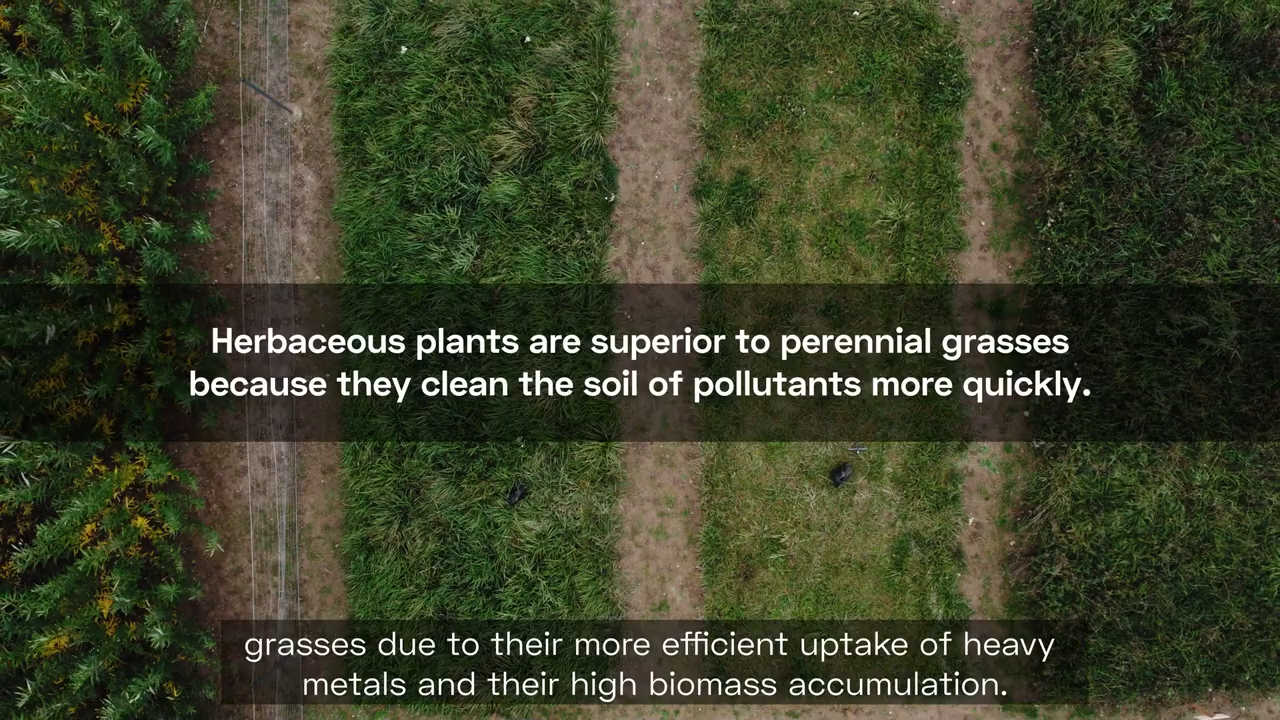 Herbaceous plants are superior to perennial grasses
because they clean the soil of pollutants more quickly.
grasses due to their more efficient uptake of heavy
metals and their high biomass accumulation.